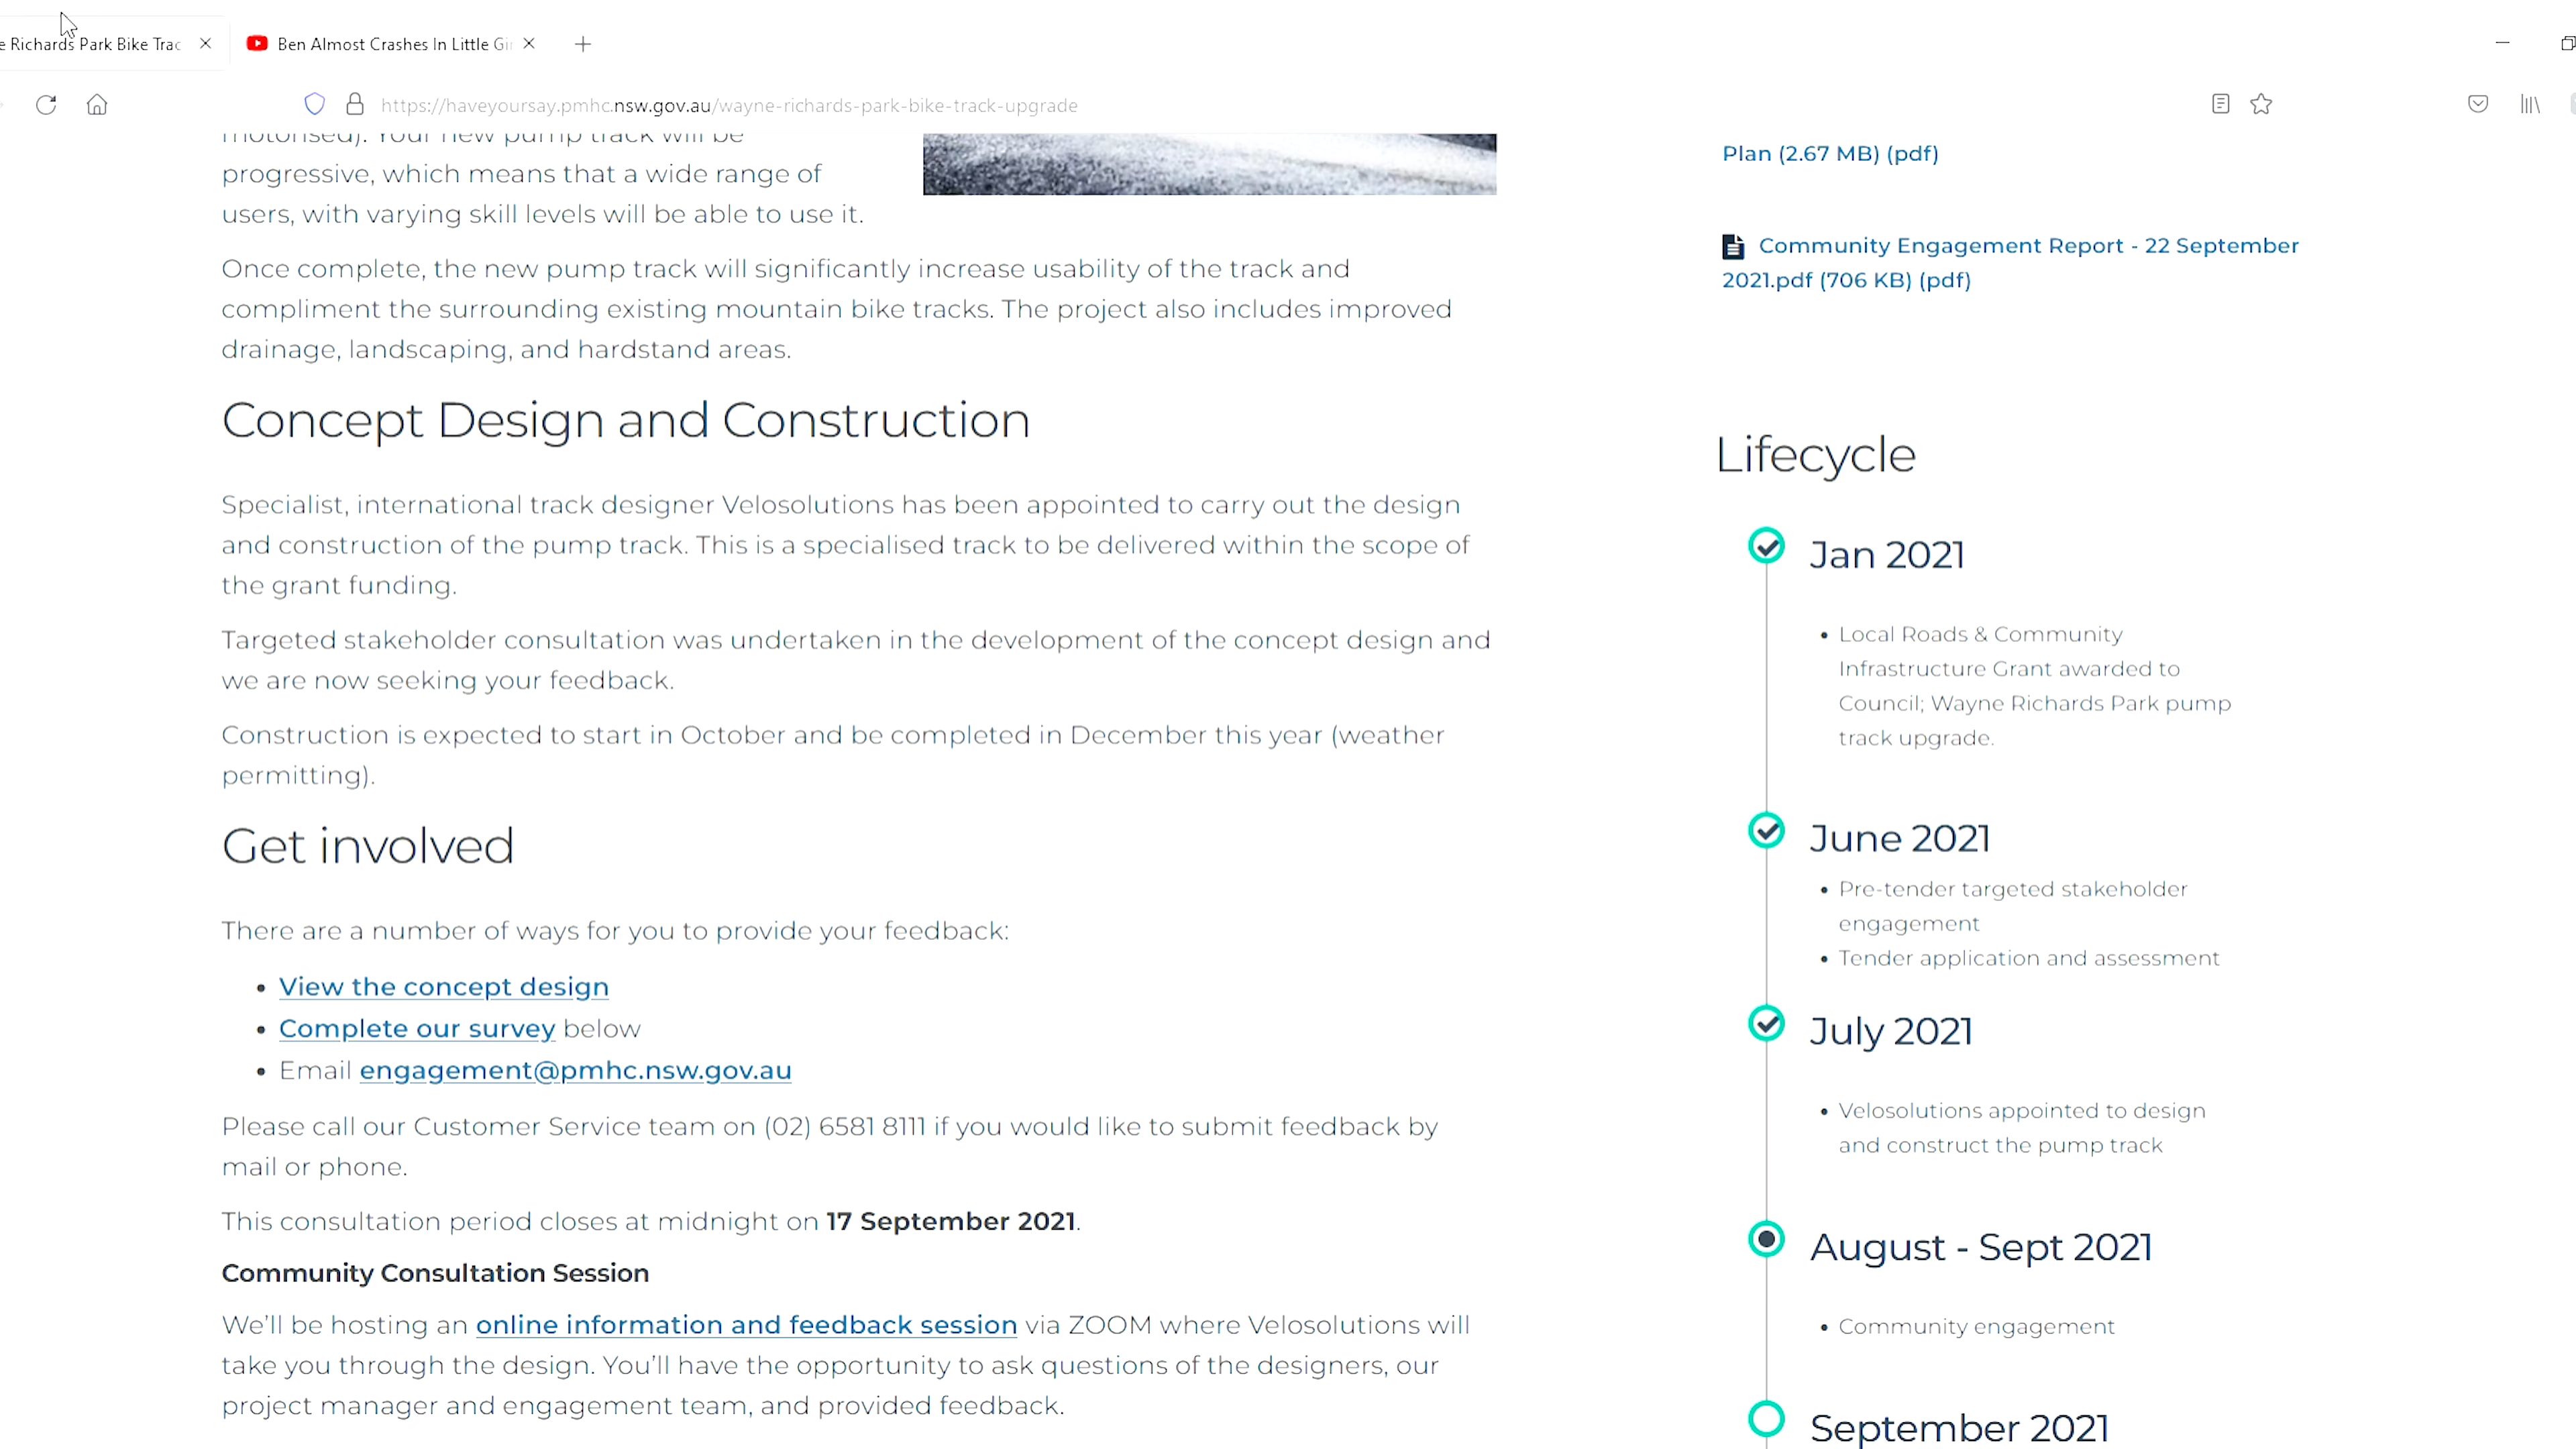 e Richards Park Bike Trac
Ben Almost Crashes In Little Gi
https://haveyoursay.pmhc.nsw.gov.au/wayne-richards-park-bike-track-upgrade
motorised). Your new pump track will be
progressive, which means that a wide range of
users, with varying skill levels will be able to use it.
Once complete, the new pump track will significantly increase usability of the track and
compliment the surrounding existing mountain bike tracks. The project also includes improved
drainage, landscaping, and hardstand areas.
Concept Design and Construction
Specialist, international track designer Velosolutions has been appointed to carry out the design
and construction of the pump track. This is a specialised track to be delivered within the scope of
the grant funding.
Targeted stakeholder consultation was undertaken in the development of the concept design and
we are now seeking your feedback.
Construction is expected to start in October and be completed in December this year (weather
permitting).
Get involved
There are a number of ways for you to provide your feedback:
• View the concept design
• Complete our survey below
• Email engagement@pmhc.nsw.gov.au
Please call our Customer Service team on (02) 6581 8111 if you would like to submit feedback by
mail or phone.
This consultation period closes at midnight on 17 September 2021.
Community Consultation Session
We'll be hosting an online information and feedback session via ZOOM where Velosolutions will
take you through the design. You'll have the opportunity to ask questions of the designers, our
project manager and engagement team, and provided feedback.
Plan (2.67 MB) (pdf)
Community Engagement Report - 22 September
2021.pdf (706 KB) (pdf)
Lifecycle
Jan 2021
• Local Roads & Community
Infrastructure Grant awarded to
Council; Wayne Richards Park pump
track upgrade.
June 2021
• Pre-tender targeted stakeholder
engagement
• Tender application and assessment
July 2021
• Velosolutions appointed to design
and construct the pump track
August - Sept 2021
• Community engagement
September 2021